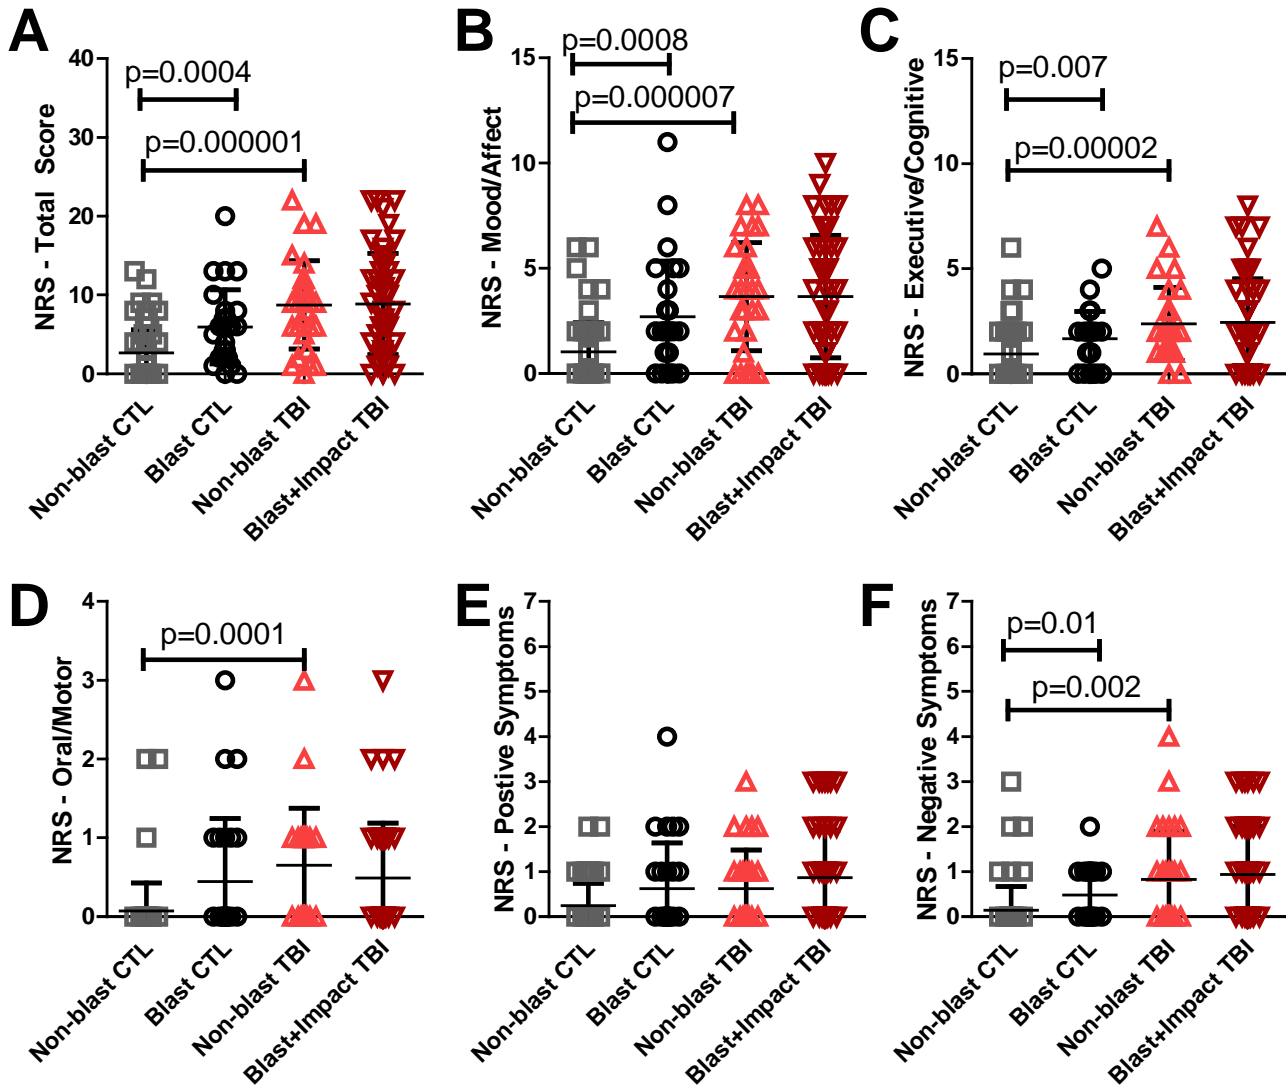 A
NRS - Total Score
40
30
20
10
0
p=0.0004
p=0.000001
Non-blast CTL
Blast CTL
Non-blast TBI
Blast+Impact TBI
B
NRS - Mood/Affect
15
10
5
0
p=0.0008
p=0.000007
Non-blast CTL
Blast CTL
Non-blast TBI
Blast+Impact TBI
C
NRS - Executive/Cognitive
15
10
5
0
p=0.007
p=0.00002
Non-blast CTL
Blast CTL
Non-blast TBI
Blast+Impact TBI
D
NRS - Oral/Motor
4
3
2
1
0
p=0.0001
Non-blast CTL
Blast CTL
Non-blast TBI
Blast+Impact TBI
E
NRS - Postive Symptoms
7
6
5
4
3
2
1
0
Non-blast CTL
Blast CTL
Non-blast TBI
Blast+Impact TBI
F
NRS - Negative Symptoms
7
6
5
4
3
2
1
0
p=0.01
p=0.002
Non-blast CTL
Blast CTL
Non-blast TBI
Blast+Impact TBI